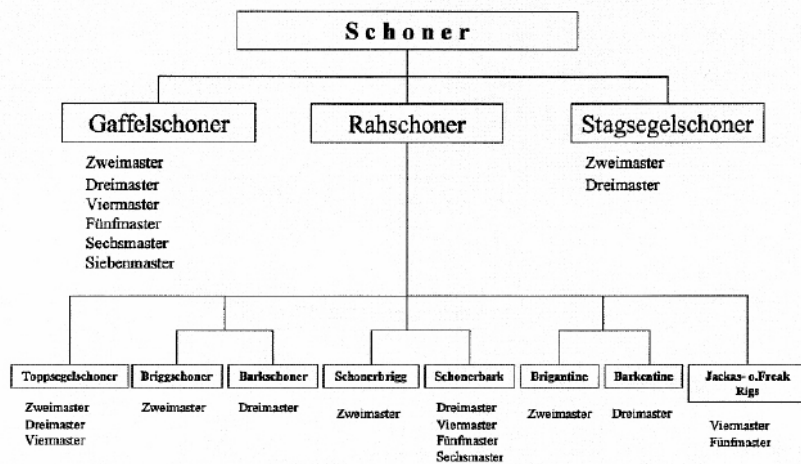 Schoner
Gaffelschoner
Zweimaster
Dreimaster
Viermaster
Fünfmaster
Sechsmaster
Siebenmaster
Rahschoner
Stagsegelschoner
Zweimaster
Dreimaster
Toppsegelschoner
Zweimaster
Dreimaster
Viermaster
Briggschoner
Zweimaster
Barkschoner
Dreimaster
Schonerbrigg
Zweimaster
Schonerbark
Dreimaster
Viermaster
Fünfmaster
Sechsmaster
Brigantine
Zweimaster
Barkentine
Dreimaster
Jackas- o.Freak
Rigs
Viermaster
Fünfmaster